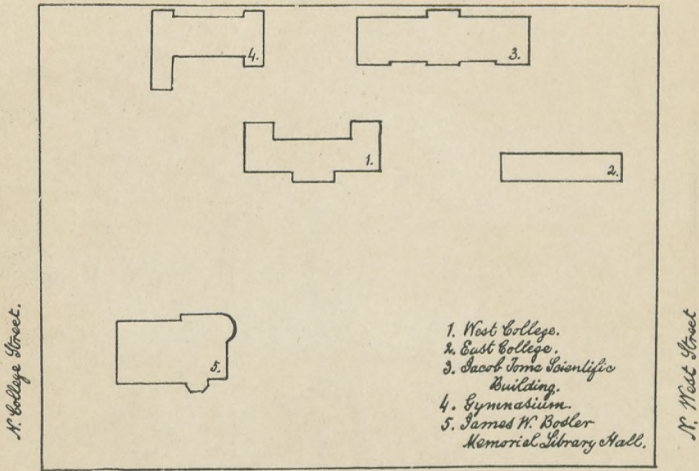 4.
3.
1.
2.
5.
N. College Street.
N. West Street
1. West College.
2. East College.
3. Jacob Tome Scientific
Building.
4. Gymnasium.
5. James W. Bosler
Memorial Library Hall.